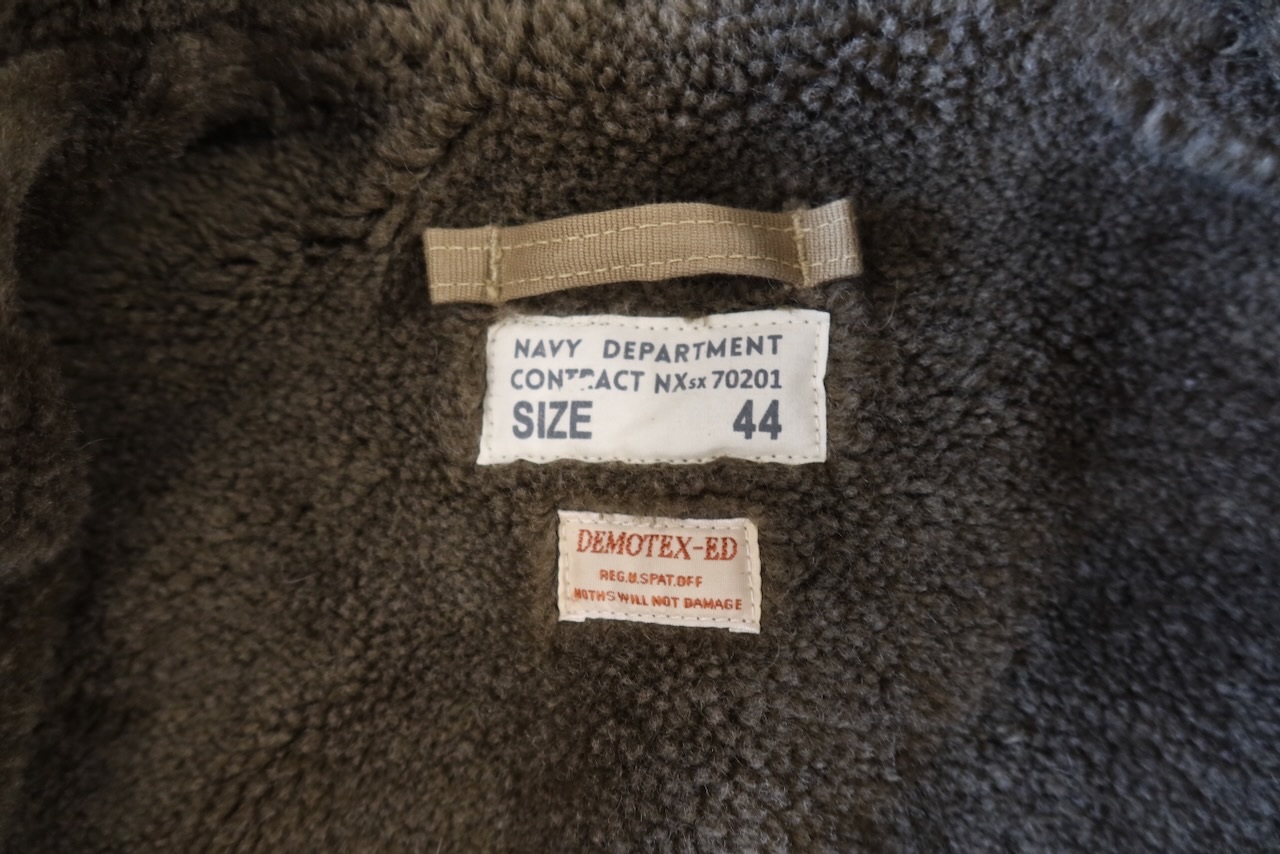 NAVY DEPARTMENT
CONTRACT NXsx 70201
SIZE 44
DEMOTEX-ED
REG.U.S PAT.OFF
MOTHS WILL NOT DAMAGE